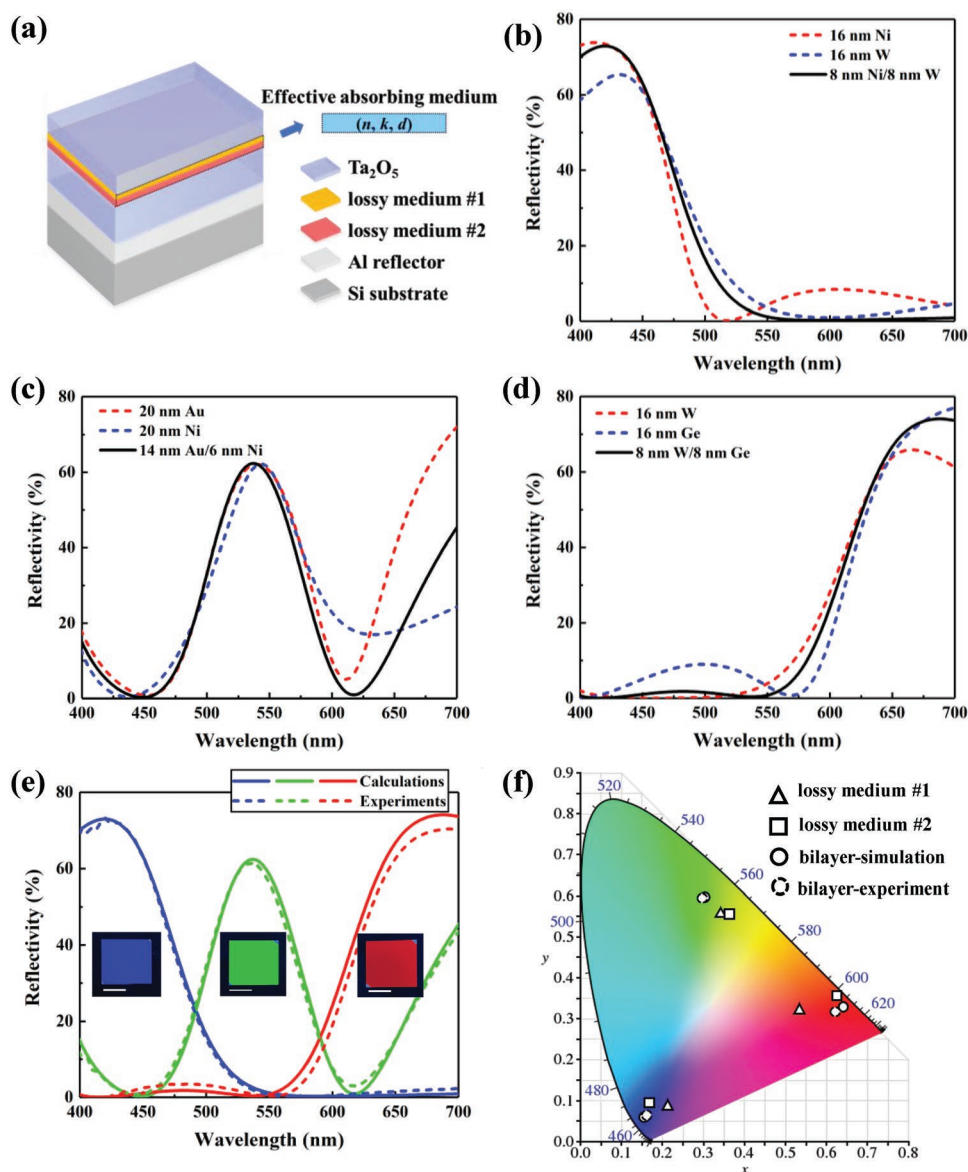 (a)
Effective absorbing medium
(n, k, d)
Ta2O5
lossy medium #1
lossy medium #2
Al reflector
Si substrate
(b)
80
60
40
20
0
400 450 500 550 600 650 700
Reflectivity (%)
Wavelength (nm)
16 nm Ni
16 nm W
8 nm Ni/8 nm W
(c)
80
60
40
20
0
400 450 500 550 600 650 700
Reflectivity (%)
Wavelength (nm)
20 nm Au
20 nm Ni
14 nm Au/6 nm Ni
(d)
80
60
40
20
0
400 450 500 550 600 650 700
Reflectivity (%)
Wavelength (nm)
16 nm W
16 nm Ge
8 nm W/8 nm Ge
(e)
Calculations
Experiments
80
60
40
20
0
400 450 500 550 600 650 700
Reflectivity (%)
Wavelength (nm)
(f)
0.9
0.8
0.7
0.6
0.5
y
0.4
0.3
0.2
0.1
0.0
0.0 0.1 0.2 0.3 0.4 0.5 0.6 0.7 0.8
x
520
540
560
500
580
600
620
480
460
lossy medium #1
lossy medium #2
bilayer-simulation
bilayer-experiment